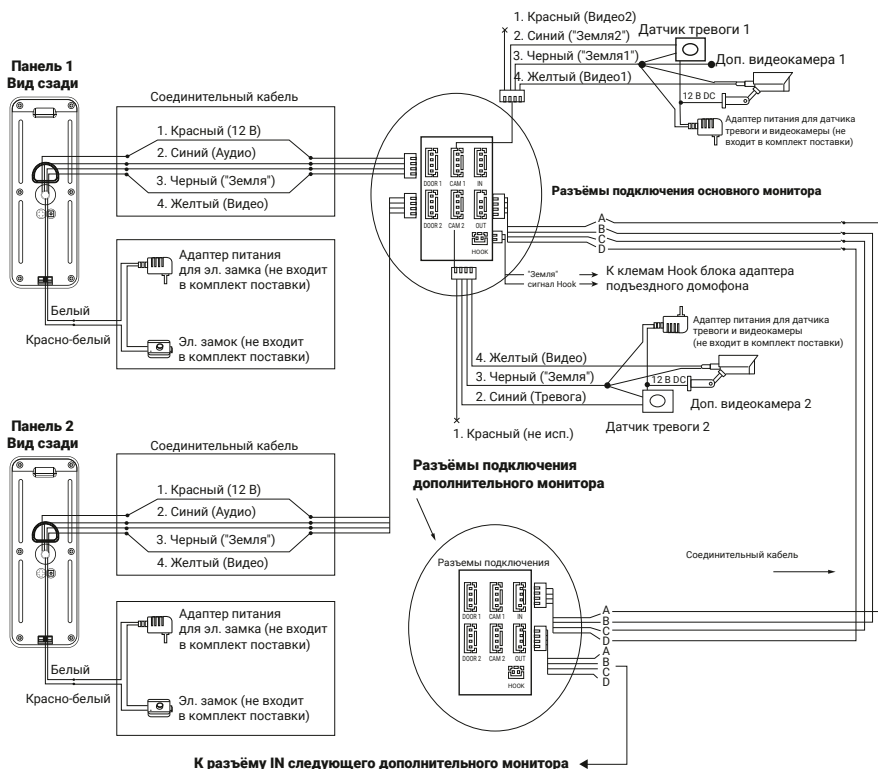 1. Красный (Видео2)
2. Синий ("Земля2")
Датчик тревоги 1
3. Черный ("Земля1")
Доп. видеокамера 1
4. Желтый (Видео1)
12 В DC
Адаптер питания для датчика
тревоги и видеокамеры (не
входит в комплект поставки)
Панель 1
Вид сзади
Соединительный кабель
1. Красный (12 В)
2. Синий (Аудио)
3. Черный ("Земля")
4. Желтый (Видео)
DOOR 1
CAM 1
IN
DOOR 2
CAM 2
OUT
HOOK
Разъёмы подключения основного монитора
A
B
C
D
"Земля"
сигнал Hook
К клемам Hook блока адаптера
подъездного домофона
Адаптер питания
для эл. замка (не входит
в комплект поставки)
Белый
Красно-белый
Эл. замок (не входит
в комплект поставки)
Адаптер питания для датчика
тревоги и видеокамеры
(не входит в комплект поставки)
4. Желтый (Видео)
3. Черный ("Земля")
12 В DC
2. Синий (Тревога)
Доп. видеокамера 2
Датчик тревоги 2
1. Красный (не исп.)
Панель 2
Вид сзади
Соединительный кабель
1. Красный (12 В)
2. Синий (Аудио)
3. Черный ("Земля")
4. Желтый (Видео)
Разъёмы подключения
дополнительного монитора
Соединительный кабель
Разъемы подключения
DOOR 1
CAM 1
IN
DOOR 2
CAM 2
OUT
HOOK
A
B
C
D
A
B
C
D
Адаптер питания
для эл. замка (не входит
в комплект поставки)
Белый
Красно-белый
Эл. замок (не входит
в комплект поставки)
К разъёму IN следующего дополнительного монитора